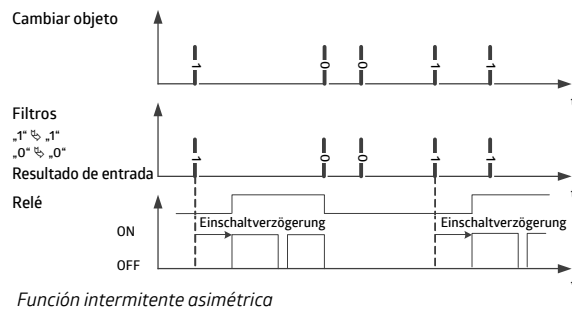 Cambiar objeto
1 0 0 1 1
t
Filtros
„1“ ⏎ „1“
„0“ ⏎ „0“
1 0 0 1 1
Resultado de entrada
t
Relé
Einschaltverzögerung Einschaltverzögerung
ON
OFF
t
Función intermitente asimétrica